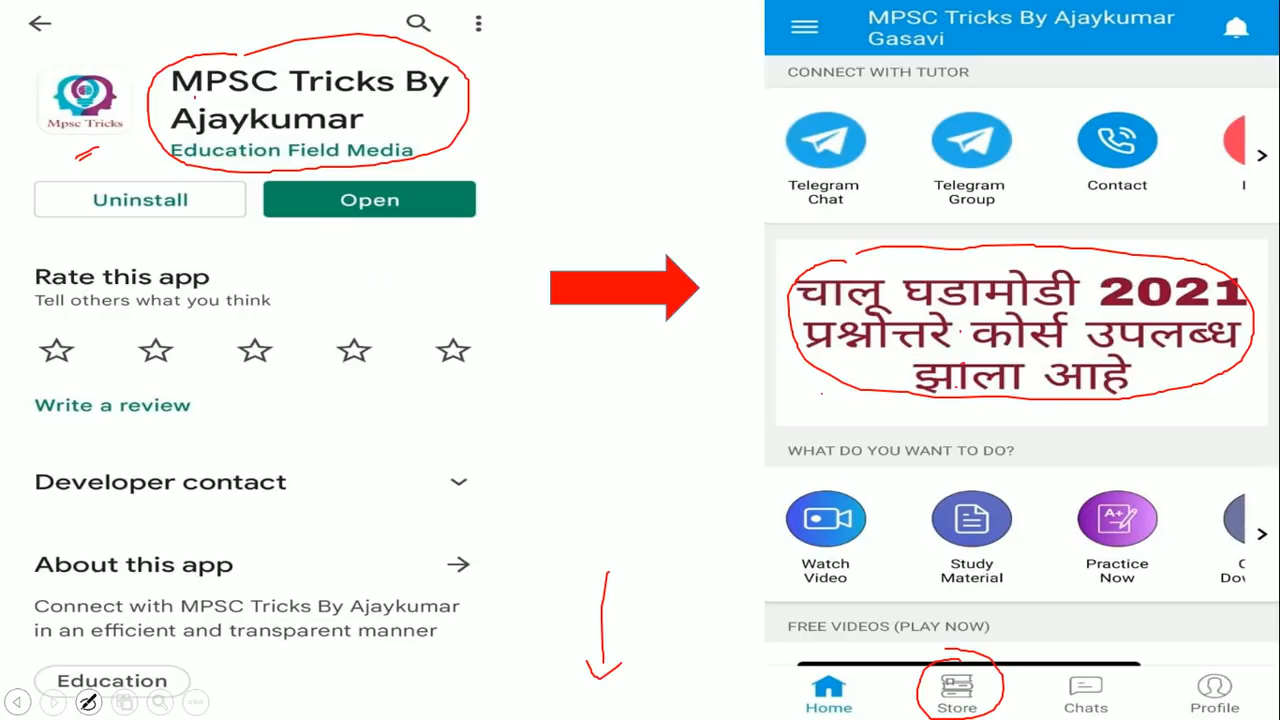 MPSC Tricks By
Ajaykumar
Education Field Media
Mpsc Tricks
Uninstall
Open
Rate this app
Tell others what you think
Write a review
Developer contact
About this app
Connect with MPSC Tricks By Ajaykumar
in an efficient and transparent manner
Education
MPSC Tricks By Ajaykumar
Gasavi
CONNECT WITH TUTOR
Telegram
Chat
Telegram
Group
Contact
चालू घडामोडी 2021
प्रश्नोत्तरे कोर्स उपलब्ध
झाला आहे
WHAT DO YOU WANT TO DO?
Watch
Video
Study
Material
Practice
Now
FREE VIDEOS (PLAY NOW)
Home
Store
Chats
Profile